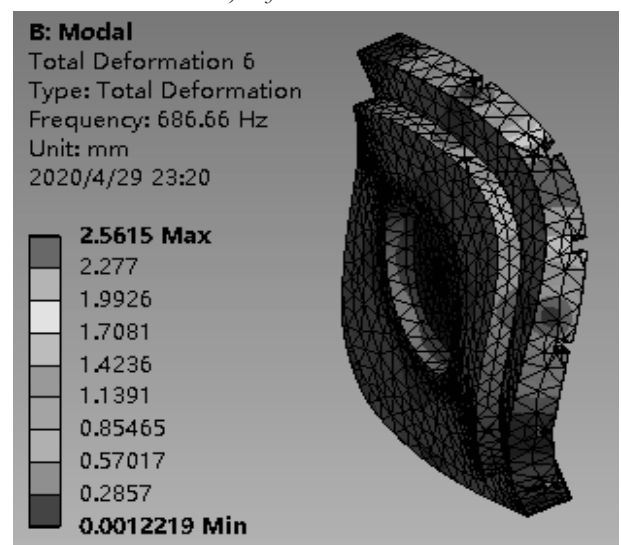 B: Modal
Total Deformation 6
Type: Total Deformation
Frequency: 686.66 Hz
Unit: mm
2020/4/29 23:20
2.5615 Max
2.277
1.9926
1.7081
1.4236
1.1391
0.85465
0.57017
0.2857
0.0012219 Min